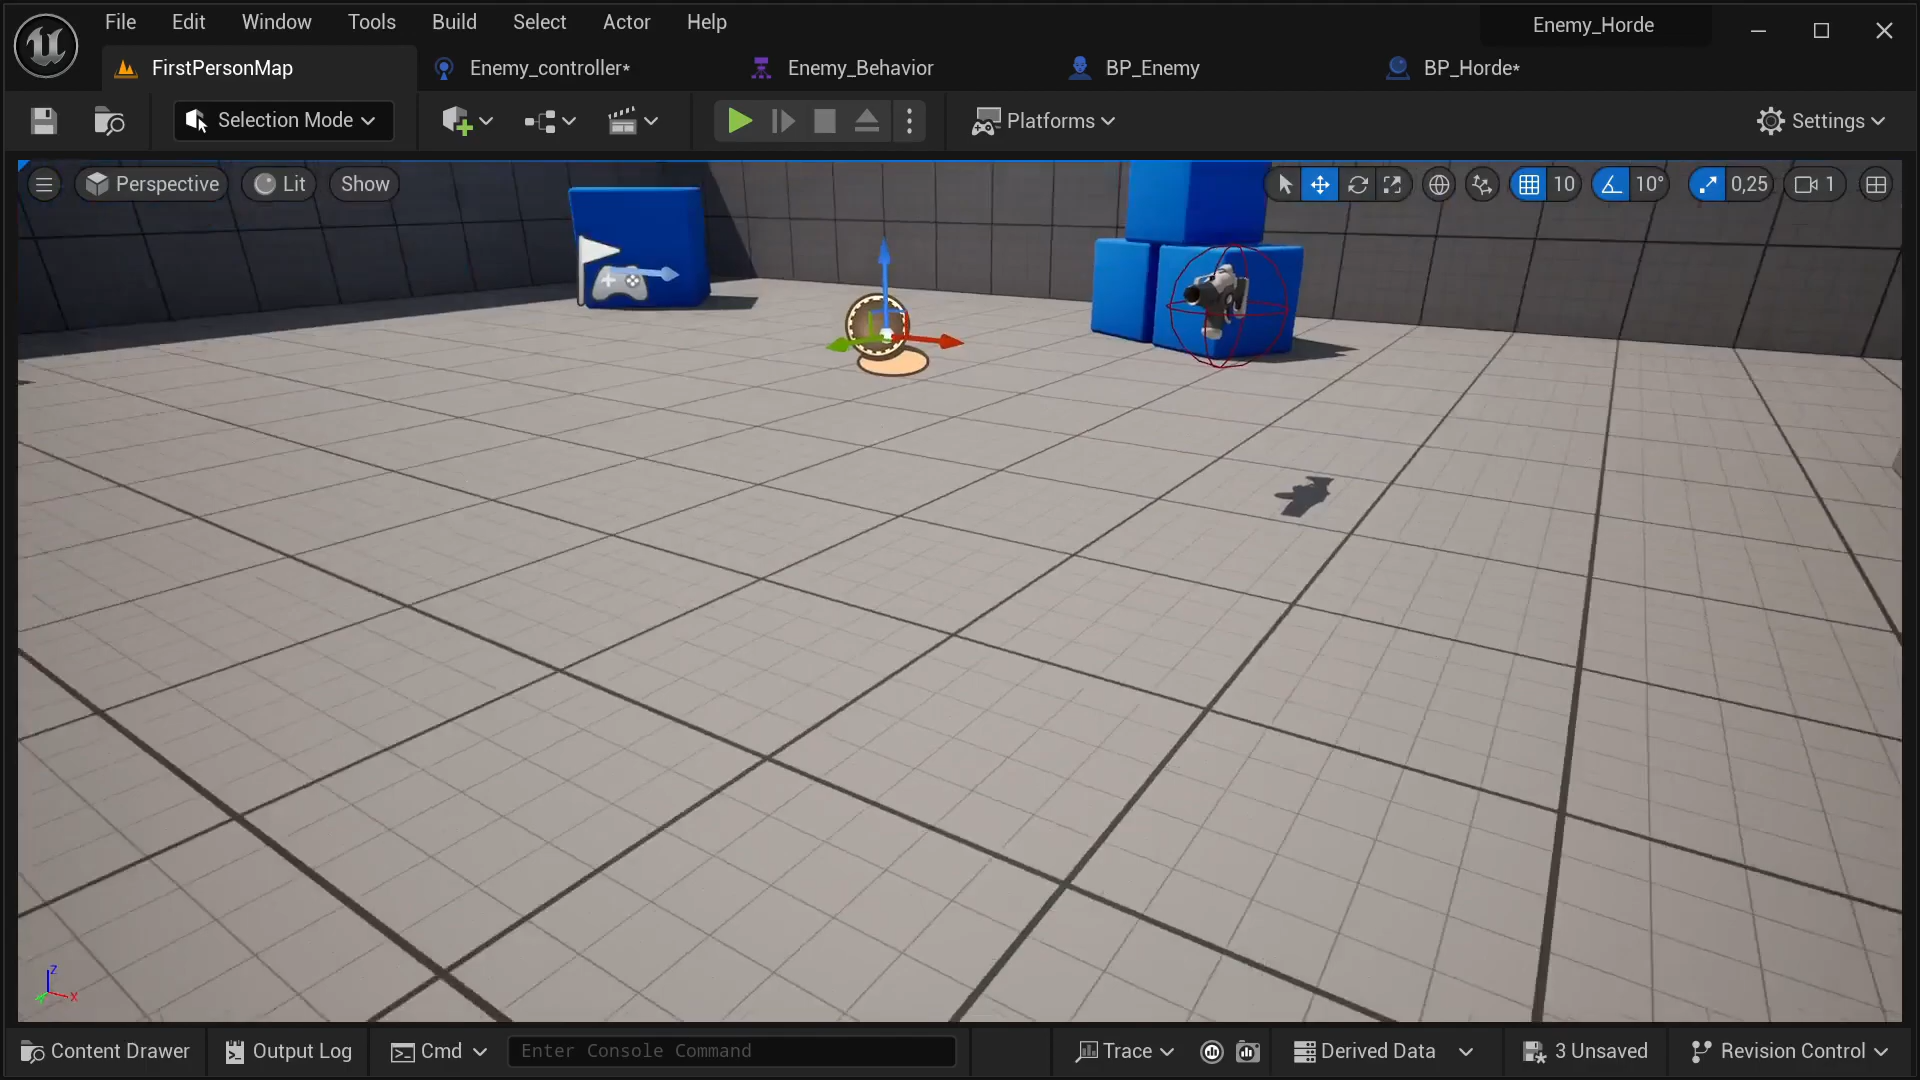 File Edit Window Tools Build Select Actor Help
Enemy_Horde
FirstPersonMap
Enemy_controller*
Enemy_Behavior
BP_Enemy
BP_Horde*
Selection Mode
Platforms
Settings
Perspective
Lit
Show
10
10°
0,25
1
Z
X
Content Drawer
Output Log
Cmd
Enter Console Command
Trace
Derived Data
3 Unsaved
Revision Control